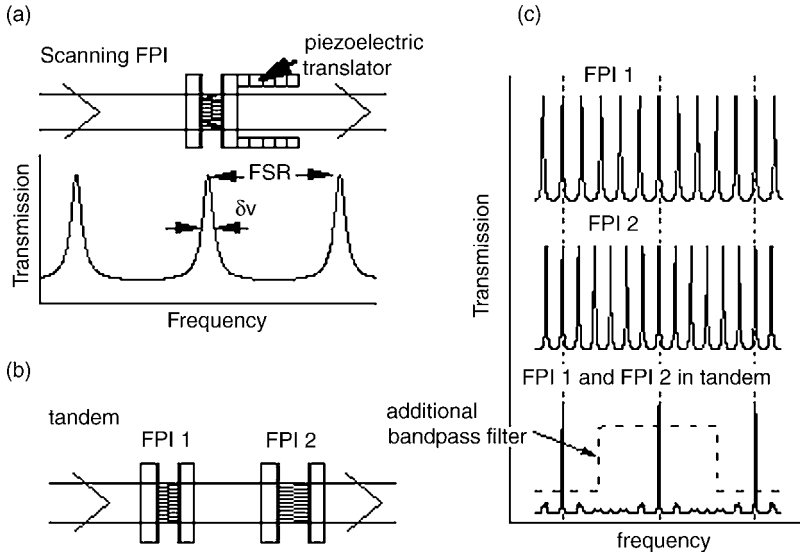 (a)
Scanning FPI
piezoelectric
translator
Transmission
FSR
δν
Frequency
(b)
tandem
FPI 1
FPI 2
(c)
FPI 1
FPI 2
Transmission
FPI 1 and FPI 2 in tandem
additional
bandpass filter
frequency